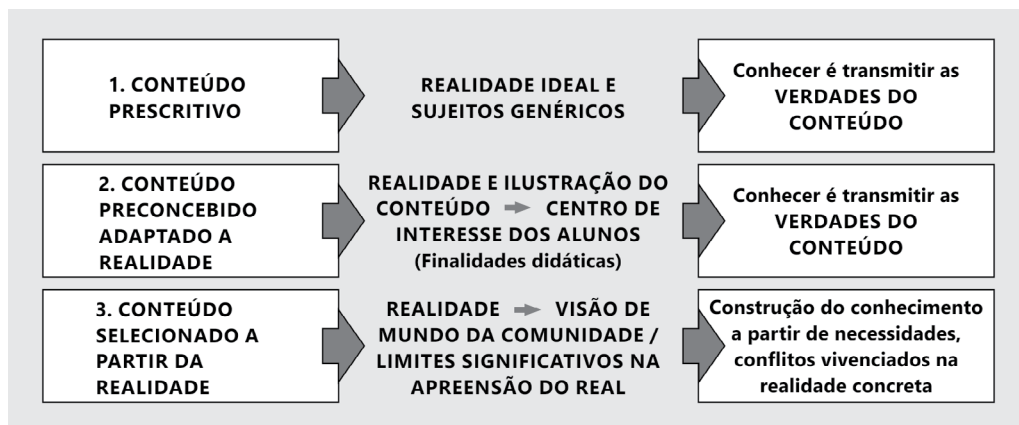 1. CONTEÚDO
PRESCRITIVO
REALIDADE IDEAL E
SUJEITOS GENÉRICOS
Conhecer é transmitir as
VERDADES DO
CONTEÚDO
2. CONTEÚDO
PRECONCEBIDO
ADAPTADO A
REALIDADE
REALIDADE E ILUSTRAÇÃO DO
CONTEÚDO CENTRO DE
INTERESSE DOS ALUNOS
(Finalidades didáticas)
Conhecer é transmitir as
VERDADES DO
CONTEÚDO
3. CONTEÚDO
SELECIONADO A
PARTIR DA
REALIDADE
REALIDADE VISÃO DE
MUNDO DA COMUNIDADE /
LIMITES SIGNIFICATIVOS NA
APREENSÃO DO REAL
Construção do conhecimento
a partir de necessidades,
conflitos vivenciados na
realidade concreta